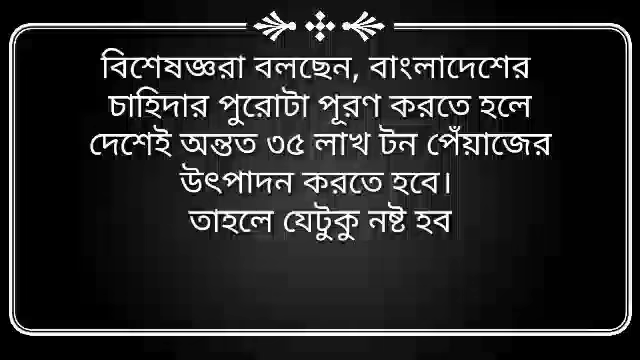 বিশেষজ্ঞরা বলছেন, বাংলাদেশের
চাহিদার পুরোটা পূরণ করতে হলে
দেশেই অন্তত ৩৫ লাখ টন পেঁয়াজের
উৎপাদন করতে হবে।
তাহলে যেটুকু নষ্ট হব